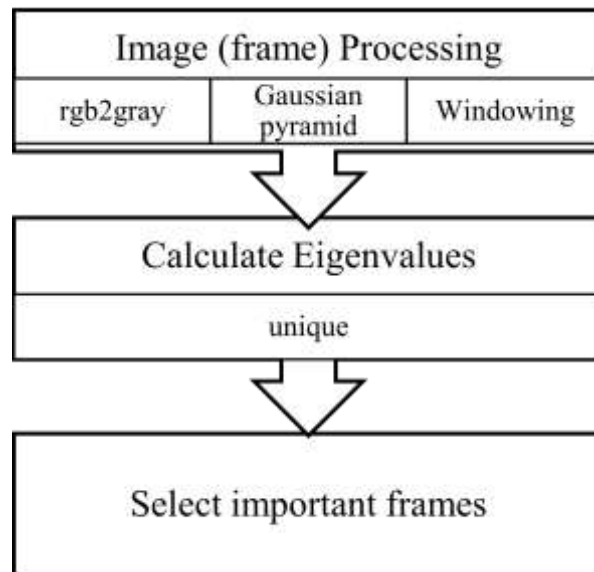 Image (frame) Processing
rgb2gray
Gaussian
pyramid
Windowing
Calculate Eigenvalues
unique
Select important frames